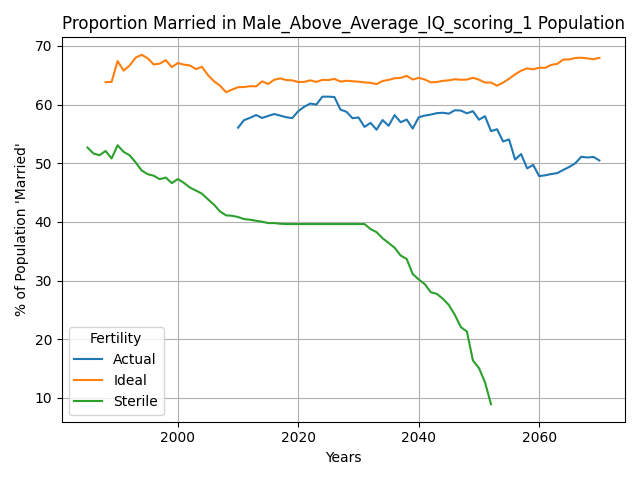 Proportion Married in Male_Above_Average_IQ_scoring_1 Population
% of Population 'Married'
70
60
50
40
30
20
10
Fertility
Actual
Ideal
Sterile
2000
2020
2040
2060
Years